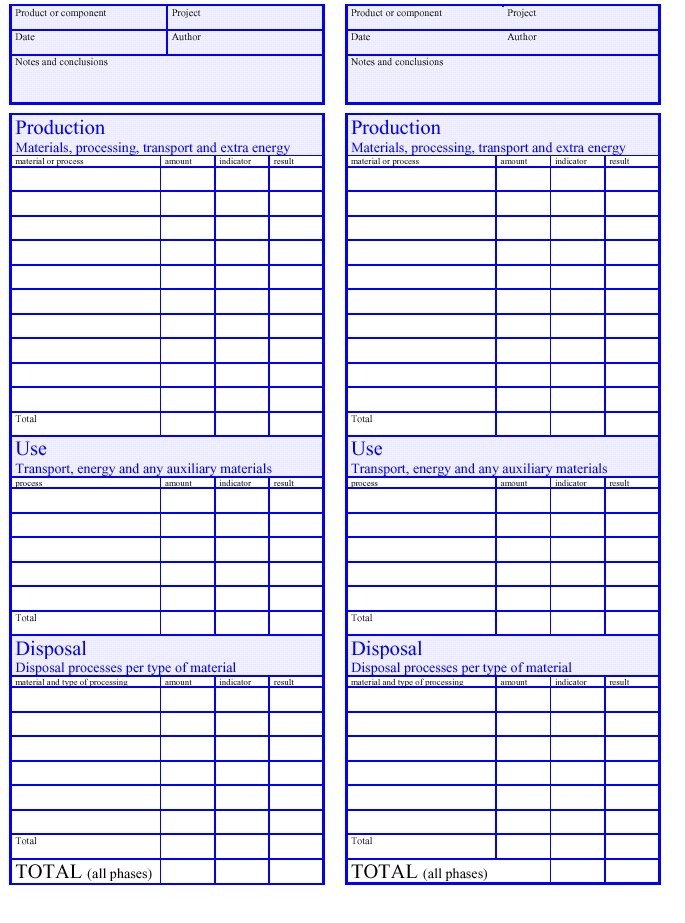 Product or component Project
Date Author
Notes and conclusions
Production
Materials, processing, transport and extra energy
material or process amount indicator result
Total
Use
Transport, energy and any auxiliary materials
process amount indicator result
Total
Disposal
Disposal processes per type of material
material and type of processing amount indicator result
Total
TOTAL (all phases)
Product or component Project
Date Author
Notes and conclusions
Production
Materials, processing, transport and extra energy
material or process amount indicator result
Total
Use
Transport, energy and any auxiliary materials
process amount indicator result
Total
Disposal
Disposal processes per type of material
material and type of processing amount indicator result
Total
TOTAL (all phases)